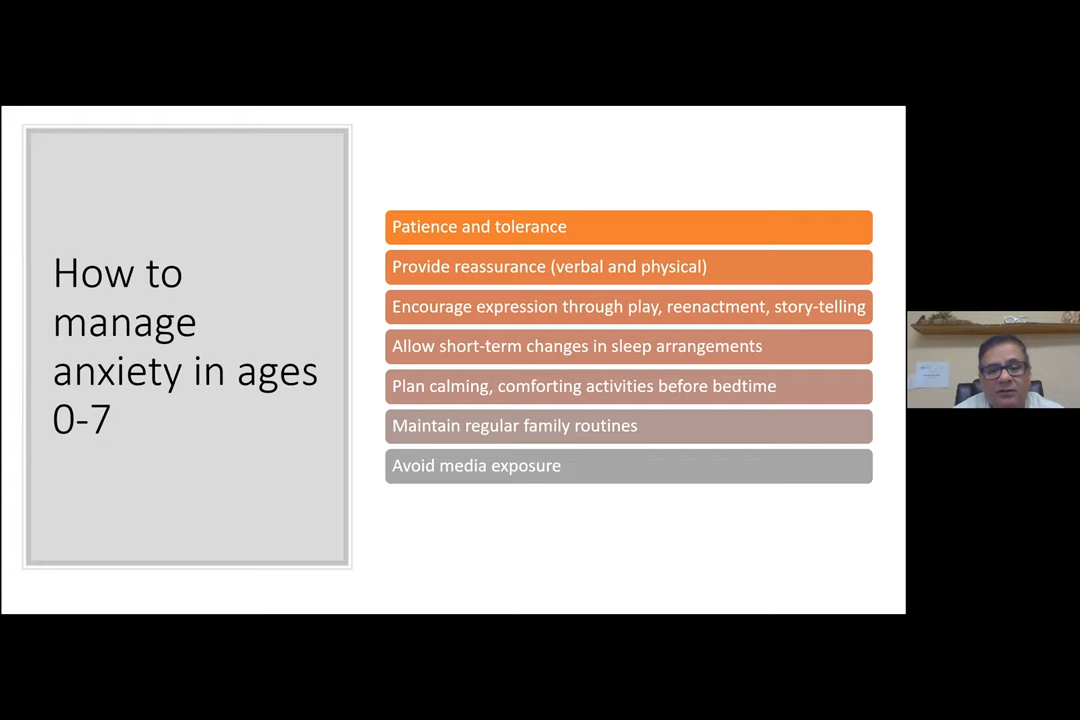 How to
manage
anxiety in ages
0-7
Patience and tolerance
Provide reassurance (verbal and physical)
Encourage expression through play, reenactment, story-telling
Allow short-term changes in sleep arrangements
Plan calming, comforting activities before bedtime
Maintain regular family routines
Avoid media exposure